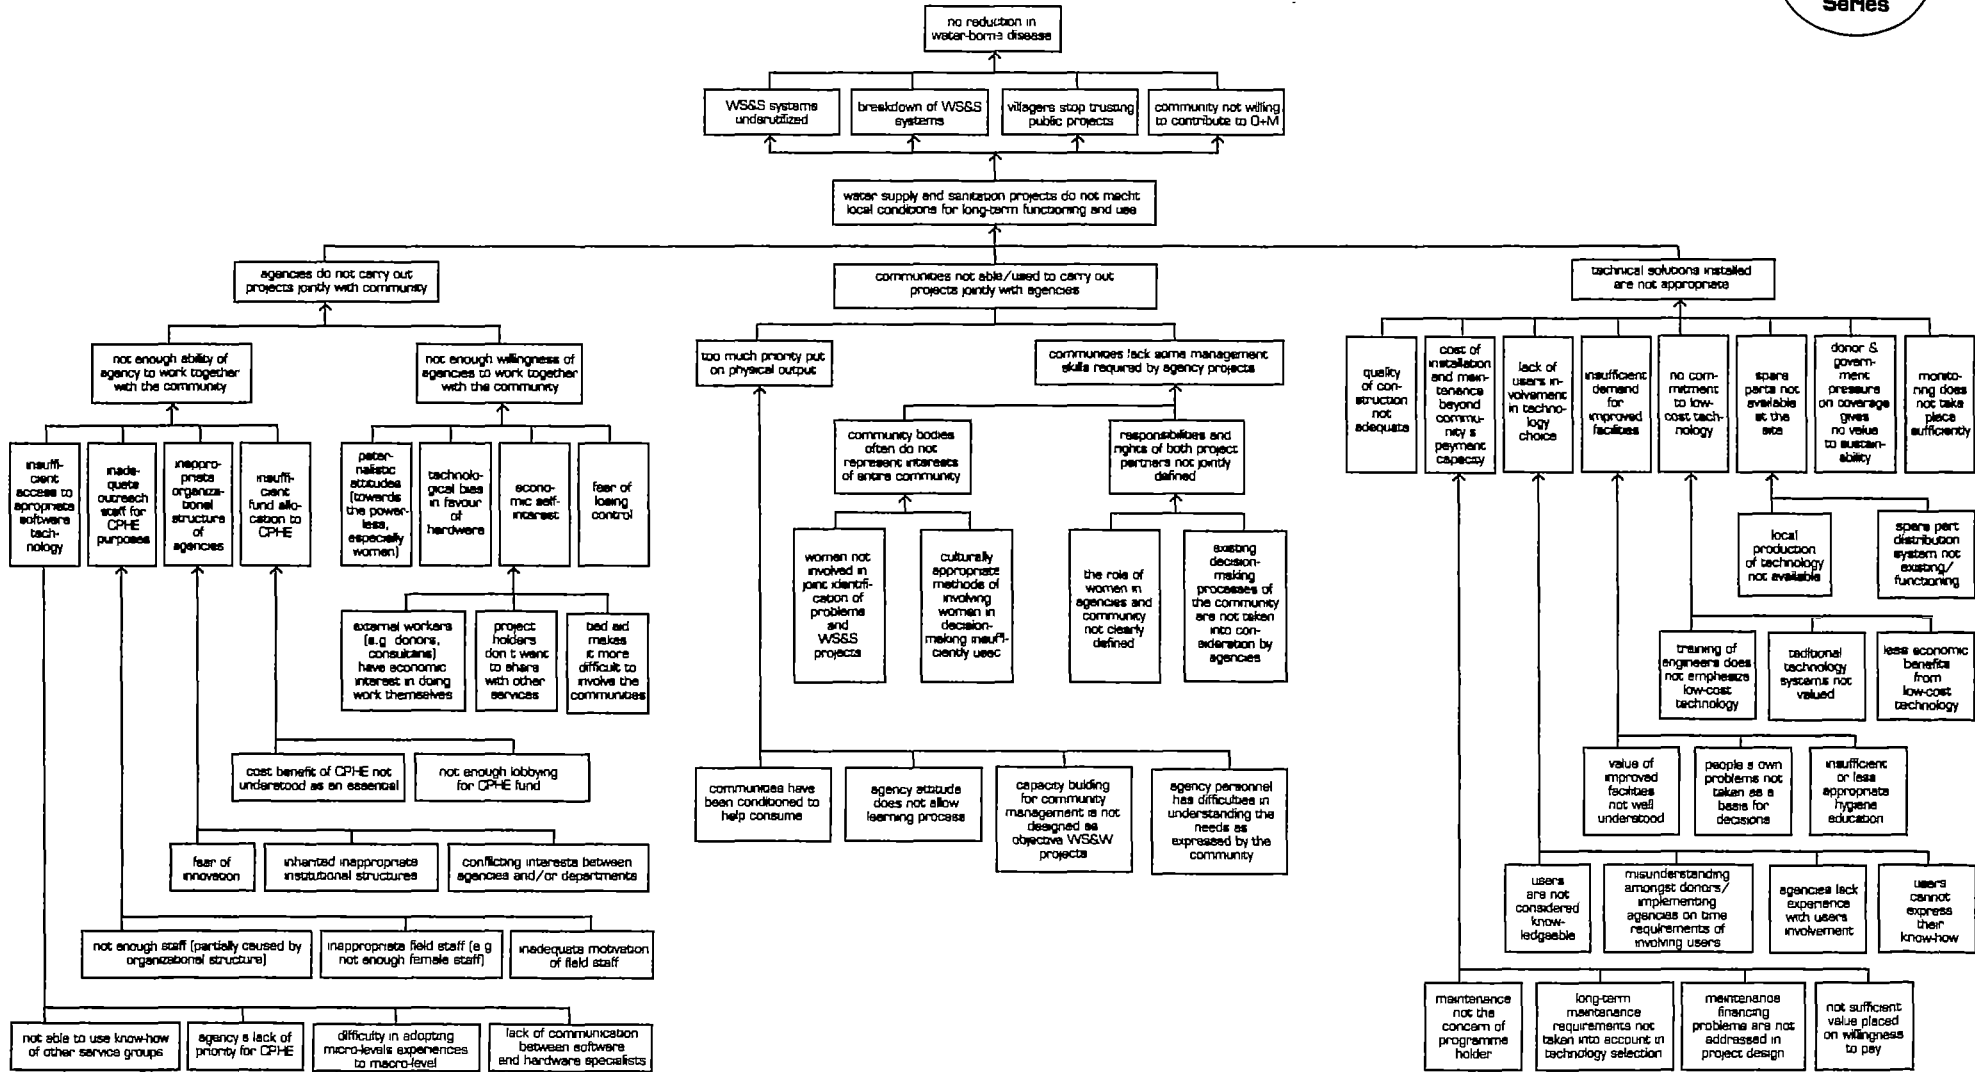 Series
no reduction in
water-borne disease
WS&S systems
underutilized
breakdown of WS&S
systems
villagers stop trusting
public projects
community not willing
to contribute to O+M
water supply and sanitation projects do not macht
local conditions for long-term functioning and use
agencies do not carry out
projects jointly with community
communities not able/used to carry out
projects jointly with agencies
technical solutions installed
are not appropriate
not enough ability of
agency to work together
with the community
not enough willingness of
agencies to work together
with the community
too much priority put
on physical output
communities lack some management
skills required by agency projects
quality
of con-
struction
not
adequate
cost of
installation
and main-
tenance
beyond
commu-
nity s
payment
capacity
lack of
users in-
volvement
in techno-
logy
choice
insufficient
demand
for
improved
facilities
no com-
mitment
to low-
cost tech-
nology
spare
parts not
available
at the
site
donor &
govern-
ment
pressure
on coverage
gives
no value
to sustain-
ability
monito-
ring does
not take
place
sufficiently
insuffi-
cient
access to
apropriate
software
tech-
nology
inade-
quate
outreach
staff for
CPHE
purposes
inappro-
priate
organiza-
tional
structure
of
agencies
insuffi-
cient
fund allo-
cation to
CPHE
pater-
nalistic
attitudes
(towards
the power-
less,
especially
women)
technolo-
gical bias
in favour
of
hardware
econo-
mic self-
interest
fear of
losing
control
community bodies
often do not
represent interests
of entire community
responsibilities and
rights of both project
partners not jointly
defined
women not
involved in
joint identifi-
cation of
problems
and
WS&S
projects
culturally
appropriate
methods of
involving
women in
decision-
making insuffi-
ciently used
the role of
women in
agencies and
community
not clearly
defined
existing
decision-
making
processes of
the community
are not taken
into con-
sideration by
agencies
local
production
of technology
not available
spare part
distribution
system not
existing/
functioning
external workers
(e.g donors,
consultans)
have economic
interest in doing
work themselves
project
holders
don t want
to share
with other
services
tied aid
makes
it more
difficult to
involve the
communities
training of
engineers does
not emphasize
low-cost
technology
taditional
technology
systems not
valued
less economic
benefits
from
low-cost
technology
cost benefit of CPHE not
understood as an essential
not enough lobbying
for CPHE fund
communities have
been conditioned to
help consume
agency attitude
does not allow
learning process
capacity building
for community
management is not
designed as
objective WS&W
projects
agency personnel
has difficulties in
understanding the
needs as
expressed by the
community
value of
improved
facilities
not well
understood
people s own
problems not
taken as a
basis for
decisions
insufficient
or less
appropriate
hygiene
education
fear of
innovation
inherited inappropriate
institutional structures
conflicting interests between
agencies and/or departments
users
are not
considered
know-
ledgeable
misunderstanding
amongst donors/
implementing
agencies on time
requirements of
involving users
agencies lack
experience
with users
involvement
users
cannot
express
their
know-how
not enough staff (partially caused by
organizational structure)
inappropriate field staff (e g
not enough female staff)
inadequate motivation
of field staff
maintenance
not the
concern of
programme
holder
long-term
maintenance
requirements not
taken into account in
technology selection
maintenance
financing
problems are not
addressed in
project design
not sufficient
value placed
on willingness
to pay
not able to use know-how
of other service groups
agency s lack of
priority for CPHE
difficulty in adopting
micro-levels experiences
to macro-level
lack of communication
between software
and hardware specialists